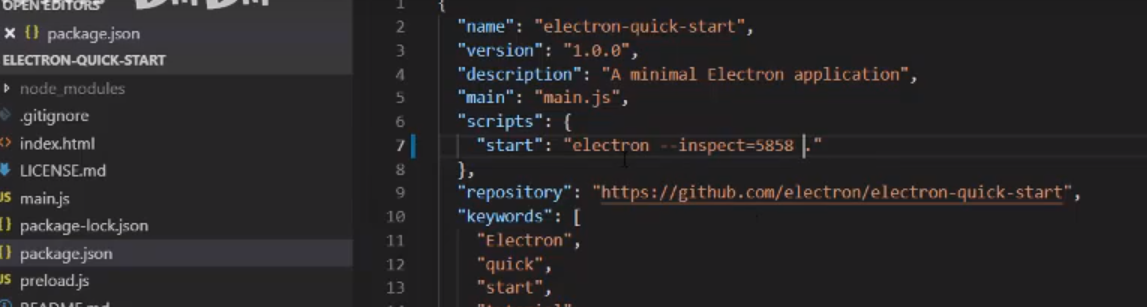 OPEN EDITORS
× {} package.json
ELECTRON-QUICK-START
node_modules
.gitignore
<> index.html
LICENSE.md
JS main.js
{} package-lock.json
{} package.json
JS preload.js
README.md
1 {
2 "name": "electron-quick-start",
3 "version": "1.0.0",
4 "description": "A minimal Electron application",
5 "main": "main.js",
6 "scripts": {
7 "start": "electron --inspect=5858 ."
8 },
9 "repository": "https://github.com/electron/electron-quick-start",
10 "keywords": [
11 "Electron",
12 "quick",
13 "start",